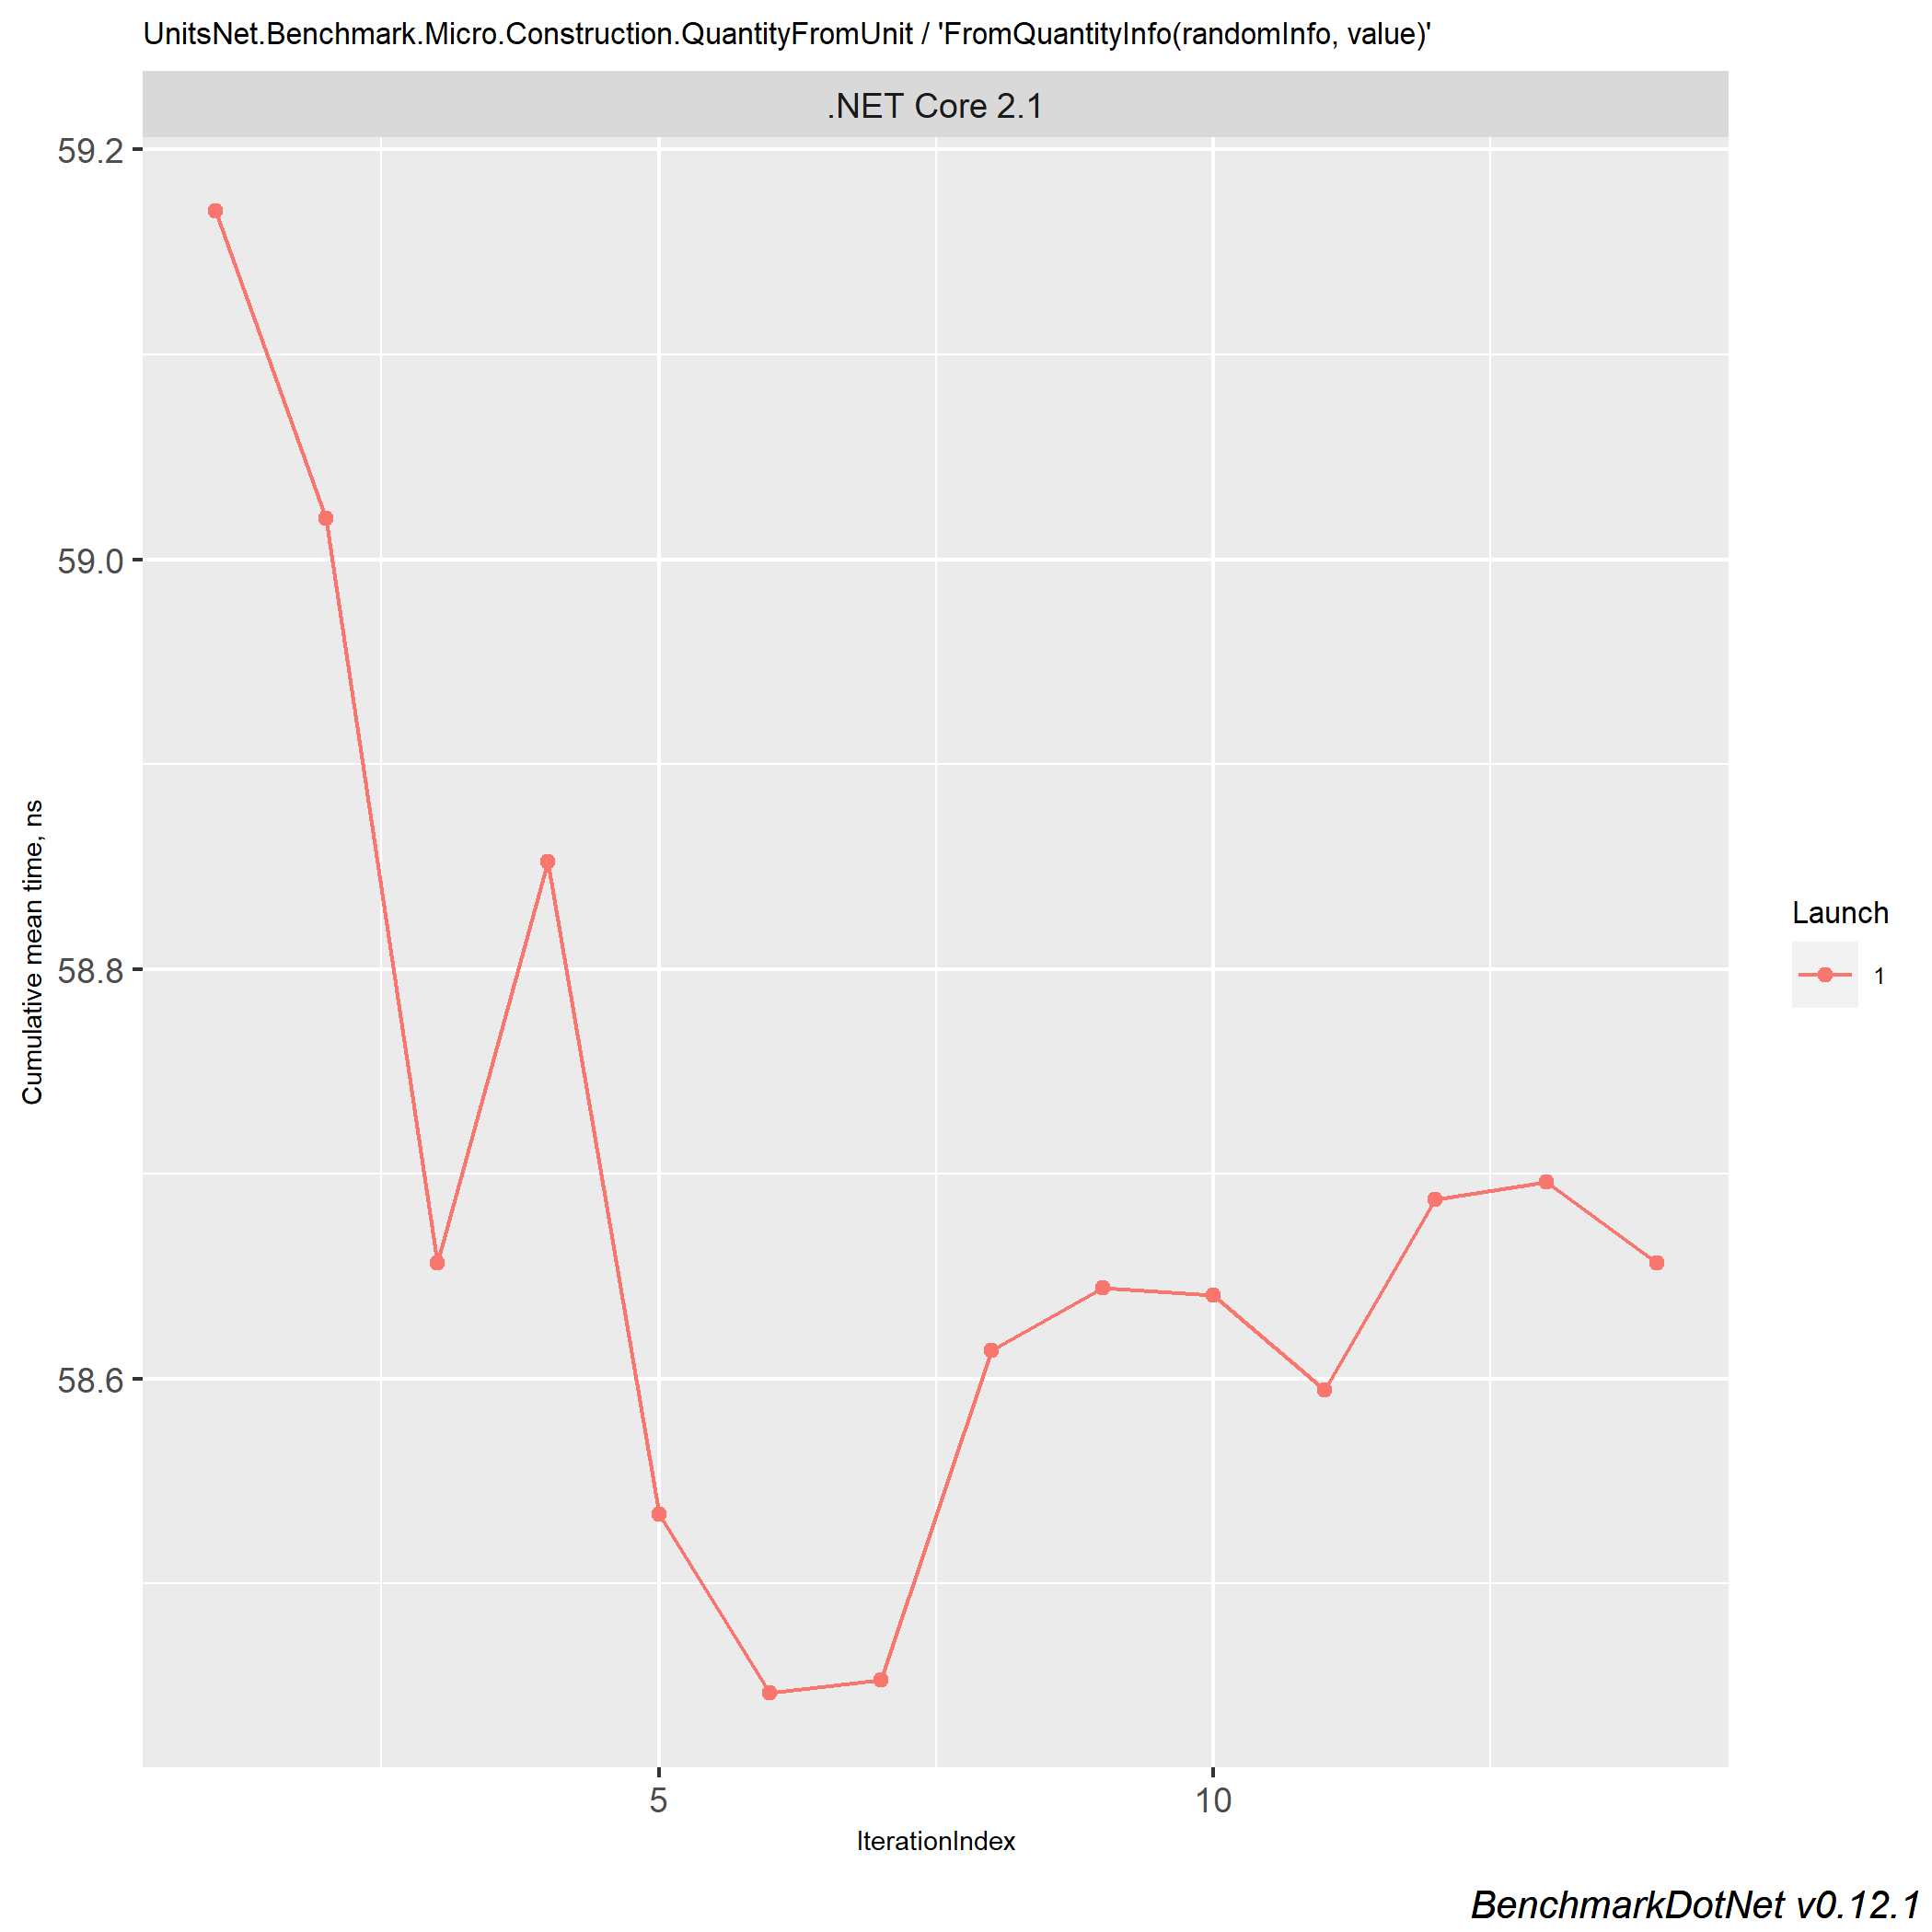 UnitsNet.Benchmark.Micro.Construction.QuantityFromUnit / 'FromQuantityInfo(randomInfo, value)'
.NET Core 2.1
59.2
59.0
58.8
58.6
Cumulative mean time, ns
5
10
IterationIndex
Launch
1
BenchmarkDotNet v0.12.1